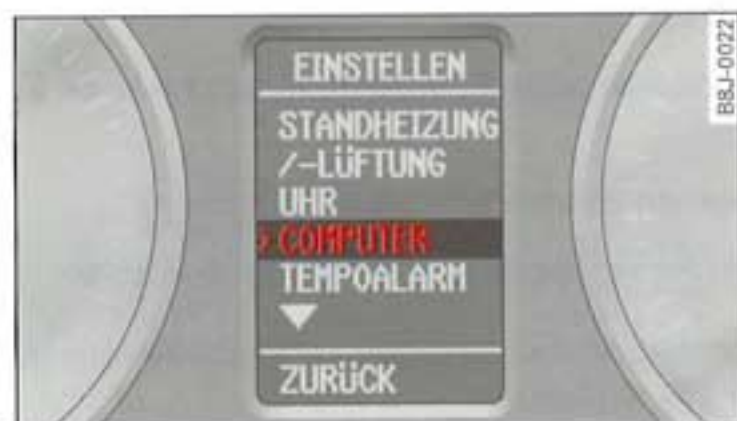 EINSTELLEN
STANDHEIZUNG
/-LÜFTUNG
UHR
> COMPUTER
TEMPOALARM
ZURÜCK
B8J-0022